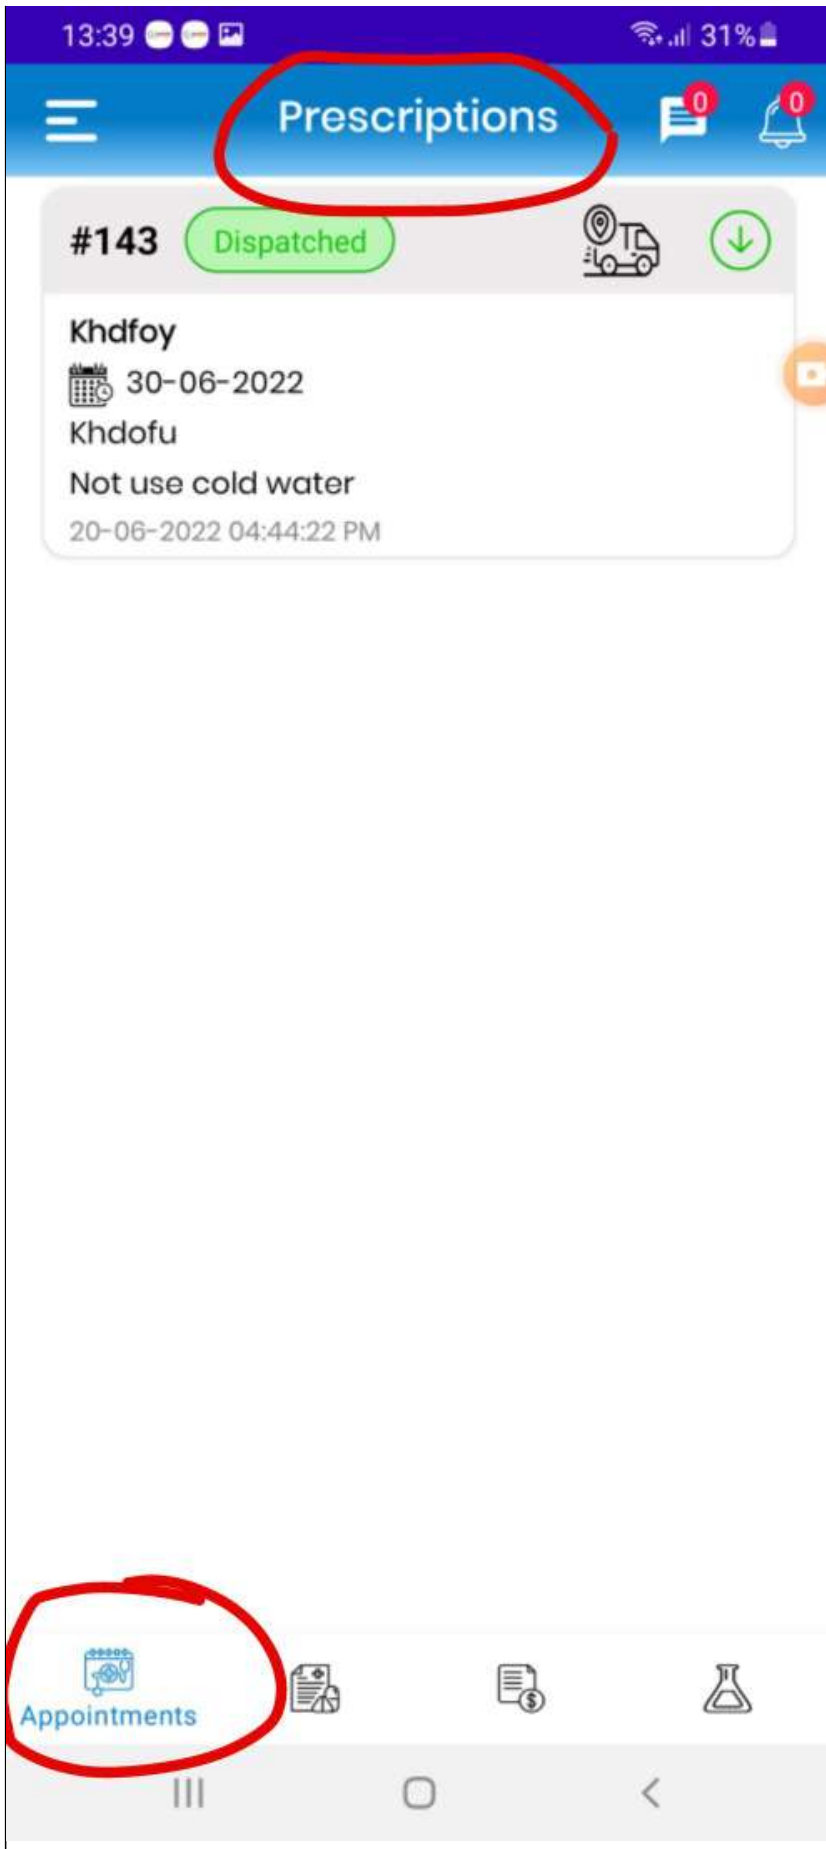 13:39 31%
Prescriptions 0 0
#143 Dispatched
Khdfoy
30-06-2022
Khdofu
Not use cold water
20-06-2022 04:44:22 PM
Appointments